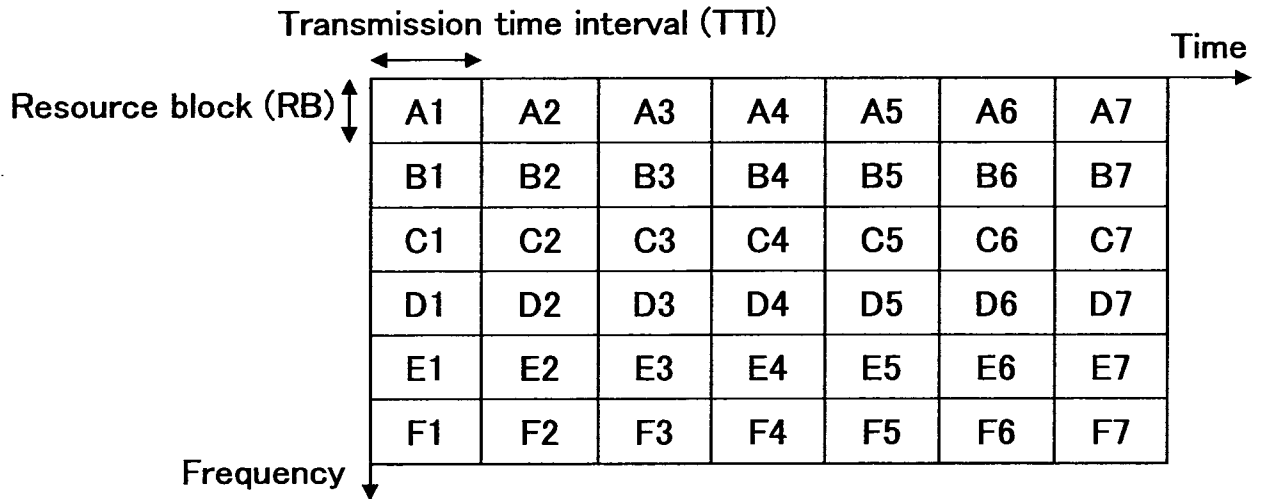 Transmission time interval (TTI)
Time
Resource block (RB)
A1 A2 A3 A4 A5 A6 A7
B1 B2 B3 B4 B5 B6 B7
C1 C2 C3 C4 C5 C6 C7
D1 D2 D3 D4 D5 D6 D7
E1 E2 E3 E4 E5 E6 E7
F1 F2 F3 F4 F5 F6 F7
Frequency